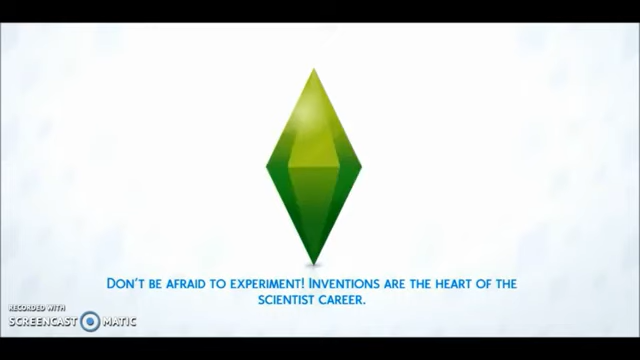 DON'T BE AFRAID TO EXPERIMENT! INVENTIONS ARE THE HEART OF THE
SCIENTIST CAREER.
RECORDED WITH
SCREENCAST MATIC